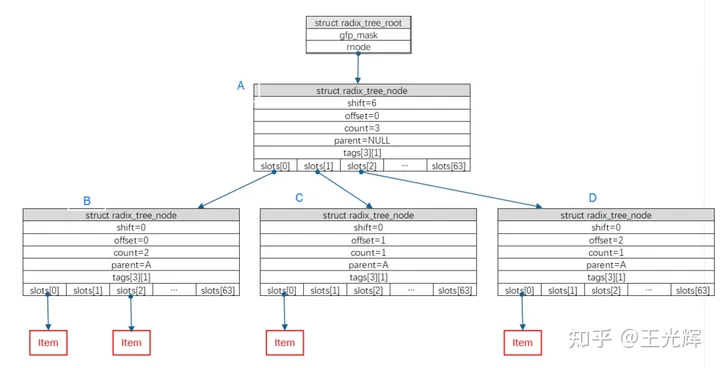 struct radix_tree_root
gfp_mask
rnode
A
struct radix_tree_node
shift=6
offset=0
count=3
parent=NULL
tags[3][1]
slots[0] slots[1] slots[2] ... slots[63]
B
struct radix_tree_node
shift=0
offset=0
count=2
parent=A
tags[3][1]
slots[0] slots[1] slots[2] ... slots[63]
Item
Item
C
struct radix_tree_node
shift=0
offset=1
count=1
parent=A
tags[3][1]
slots[0] slots[1] slots[2] ... slots[63]
Item
D
struct radix_tree_node
shift=0
offset=2
count=1
parent=A
tags[3][1]
slots[0] slots[1] slots[2] ... slots[63]
Item
知乎 @王光辉